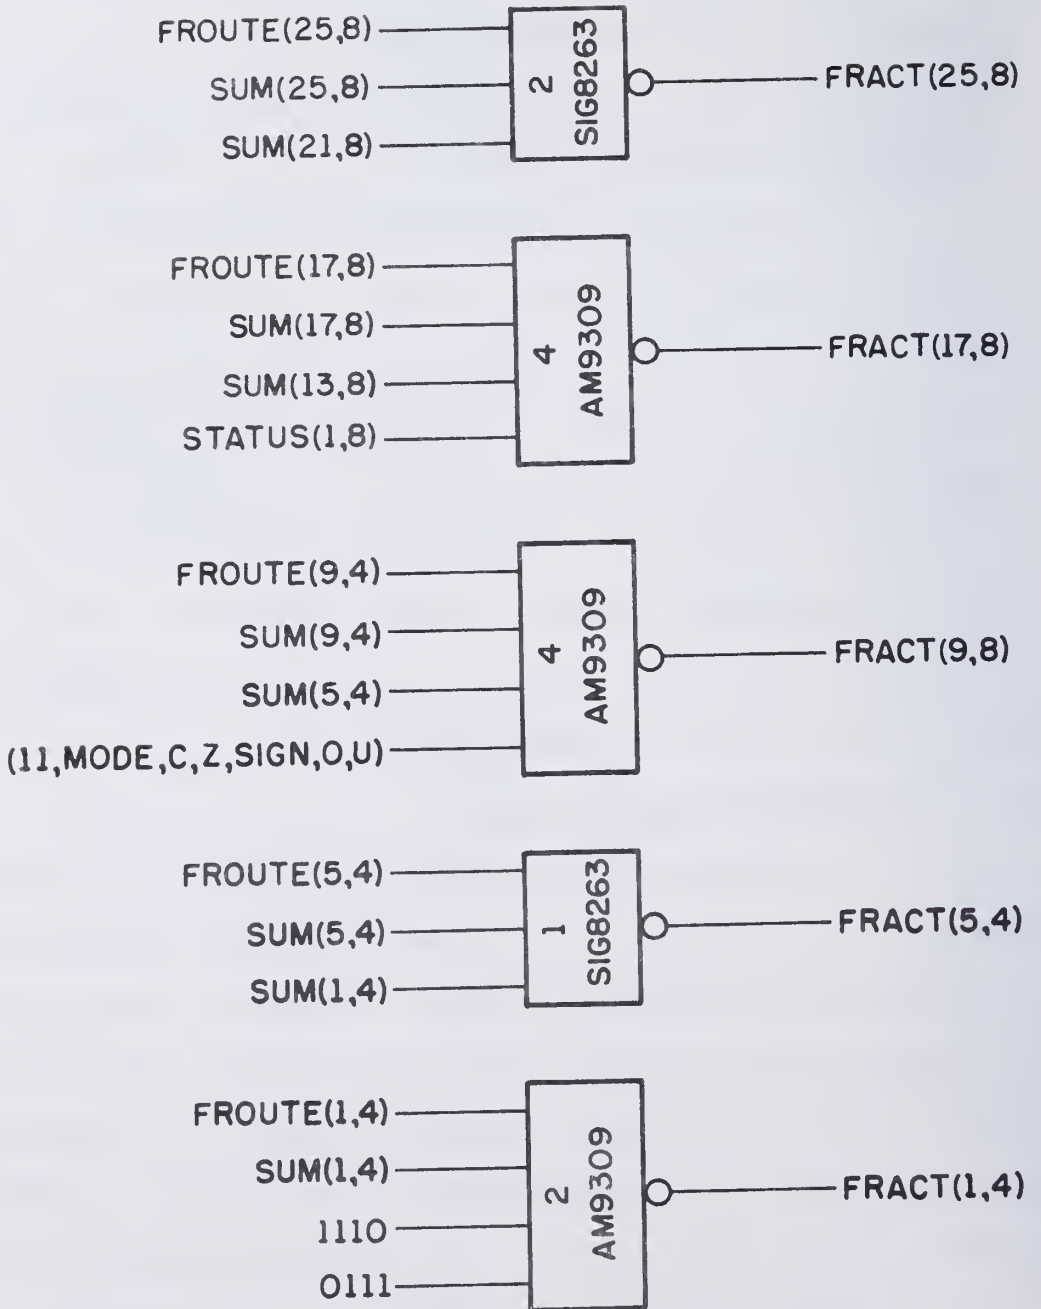 FROUTE(25,8)
SUM(25,8)
SUM(21,8)
2
SIG8263
FRACT(25,8)
FROUTE(17,8)
SUM(17,8)
SUM(13,8)
STATUS(1,8)
4
AM9309
FRACT(17,8)
FROUTE(9,4)
SUM(9,4)
SUM(5,4)
(11,MODE,C,Z,SIGN,O,U)
4
AM9309
FRACT(9,8)
FROUTE(5,4)
SUM(5,4)
SUM(1,4)
1
SIG8263
FRACT(5,4)
FROUTE(1,4)
SUM(1,4)
1110
0111
2
AM9309
FRACT(1,4)